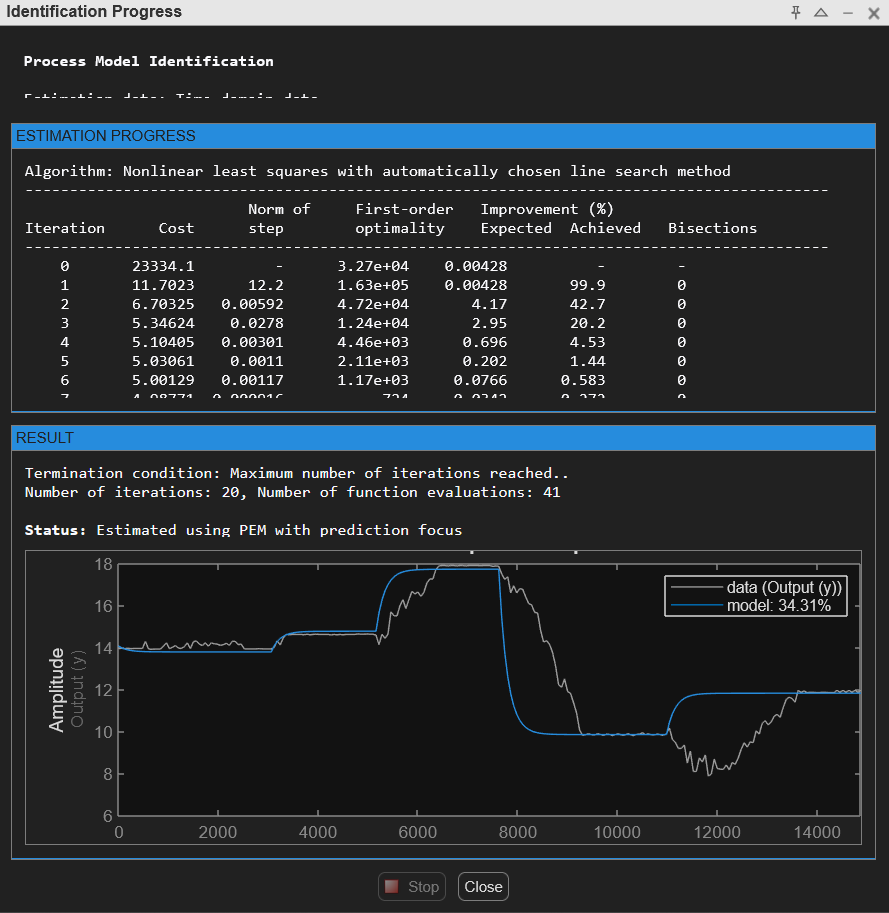 Identification Progress
Process Model Identification
Estimation data: Time domain data
ESTIMATION PROGRESS
Algorithm: Nonlinear least squares with automatically chosen line search method
--------------------------------------------------------------------------------
Norm of First-order Improvement (%)
Iteration Cost step optimality Expected Achieved Bisections
--------------------------------------------------------------------------------
0 23334.1 - 3.27e+04 0.00428 - -
1 11.7023 12.2 1.63e+05 0.00428 99.9 0
2 6.70325 0.00592 4.72e+04 4.17 42.7 0
3 5.34624 0.0278 1.24e+04 2.95 20.2 0
4 5.10405 0.00301 4.46e+03 0.696 4.53 0
5 5.03061 0.0011 2.11e+03 0.202 1.44 0
6 5.00129 0.00117 1.17e+03 0.0766 0.583 0
RESULT
Termination condition: Maximum number of iterations reached..
Number of iterations: 20, Number of function evaluations: 41
Status: Estimated using PEM with prediction focus
18
16
14
12
10
8
6
Amplitude
Output (y)
data (Output (y))
model: 34.31%
0 2000 4000 6000 8000 10000 12000 14000
Stop Close